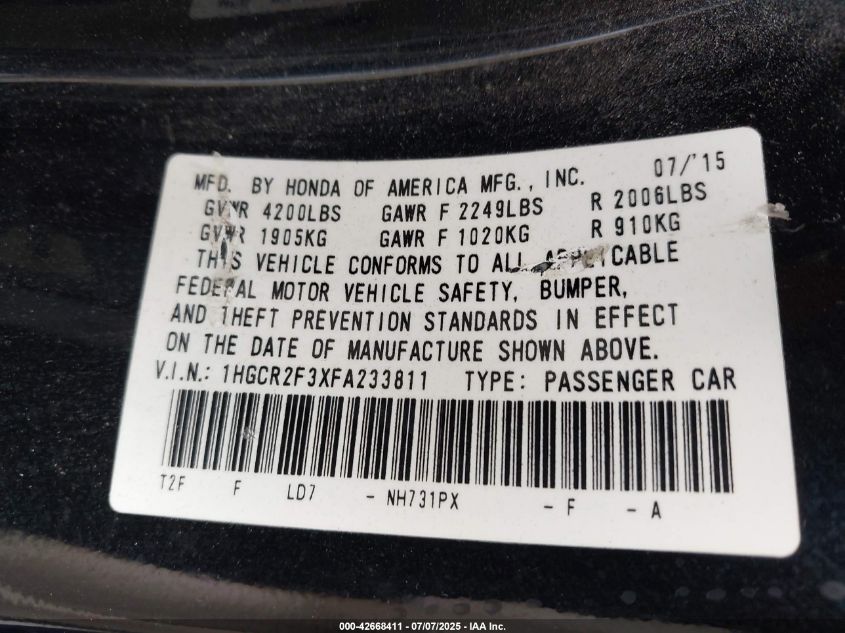 MFD. BY HONDA OF AMERICA MFG., INC. 07/'15
GVWR 4200LBS GAWR F 2249LBS R 2006LBS
GVWR 1905KG GAWR F 1020KG R 910KG
THIS VEHICLE CONFORMS TO ALL APPLICABLE
FEDERAL MOTOR VEHICLE SAFETY, BUMPER,
AND THEFT PREVENTION STANDARDS IN EFFECT
ON THE DATE OF MANUFACTURE SHOWN ABOVE.
V.I.N.: 1HGCR2F3XFA233811 TYPE: PASSENGER CAR
T2F F LD7 - NH731PX - F - A
000-42668411 / 07/07/2025 - IAA Inc.